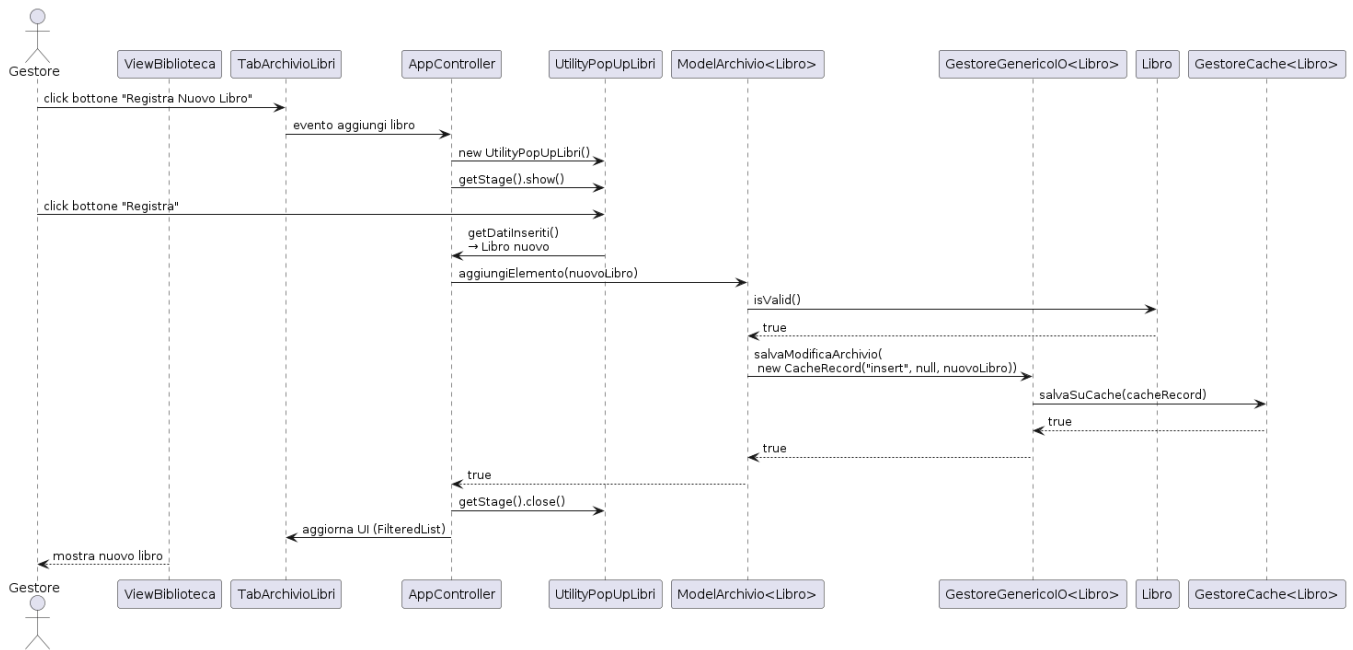 Gestore
ViewBiblioteca
TabArchivioLibri
AppController
UtilityPopUpLibri
ModelArchivio<Libro>
GestoreGenericoIO<Libro>
Libro
GestoreCache<Libro>
click bottone "Registra Nuovo Libro"
evento aggiungi libro
new UtilityPopUpLibri()
getStage().show()
click bottone "Registra"
getDatiInseriti()
→ Libro nuovo
aggiungiElemento(nuovoLibro)
isValid()
true
salvaModificaArchivio(
new CacheRecord("insert", null, nuovoLibro))
salvaSuCache(cacheRecord)
true
true
true
getStage().close()
aggiorna UI (FilteredList)
mostra nuovo libro
Gestore
ViewBiblioteca
TabArchivioLibri
AppController
UtilityPopUpLibri
ModelArchivio<Libro>
GestoreGenericoIO<Libro>
Libro
GestoreCache<Libro>